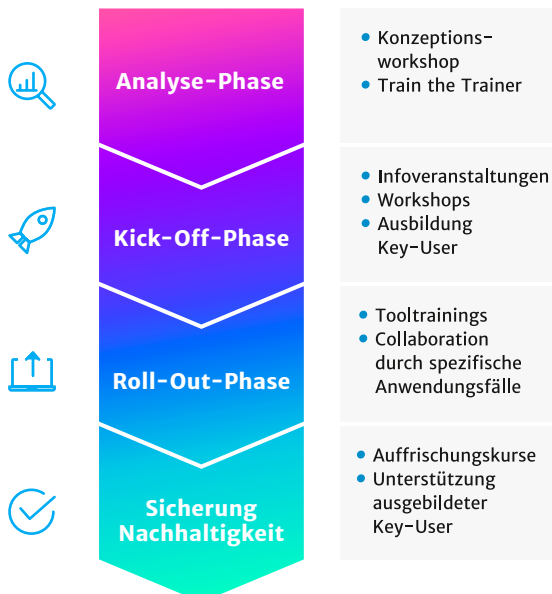 Analyse-Phase
• Konzeptions-
workshop
• Train the Trainer
Kick-Off-Phase
• Infoveranstaltungen
• Workshops
• Ausbildung
Key-User
Roll-Out-Phase
• Tooltrainings
• Collaboration
durch spezifische
Anwendungsfälle
Sicherung
Nachhaltigkeit
• Auffrischungskurse
• Unterstützung
ausgebildeter
Key-User